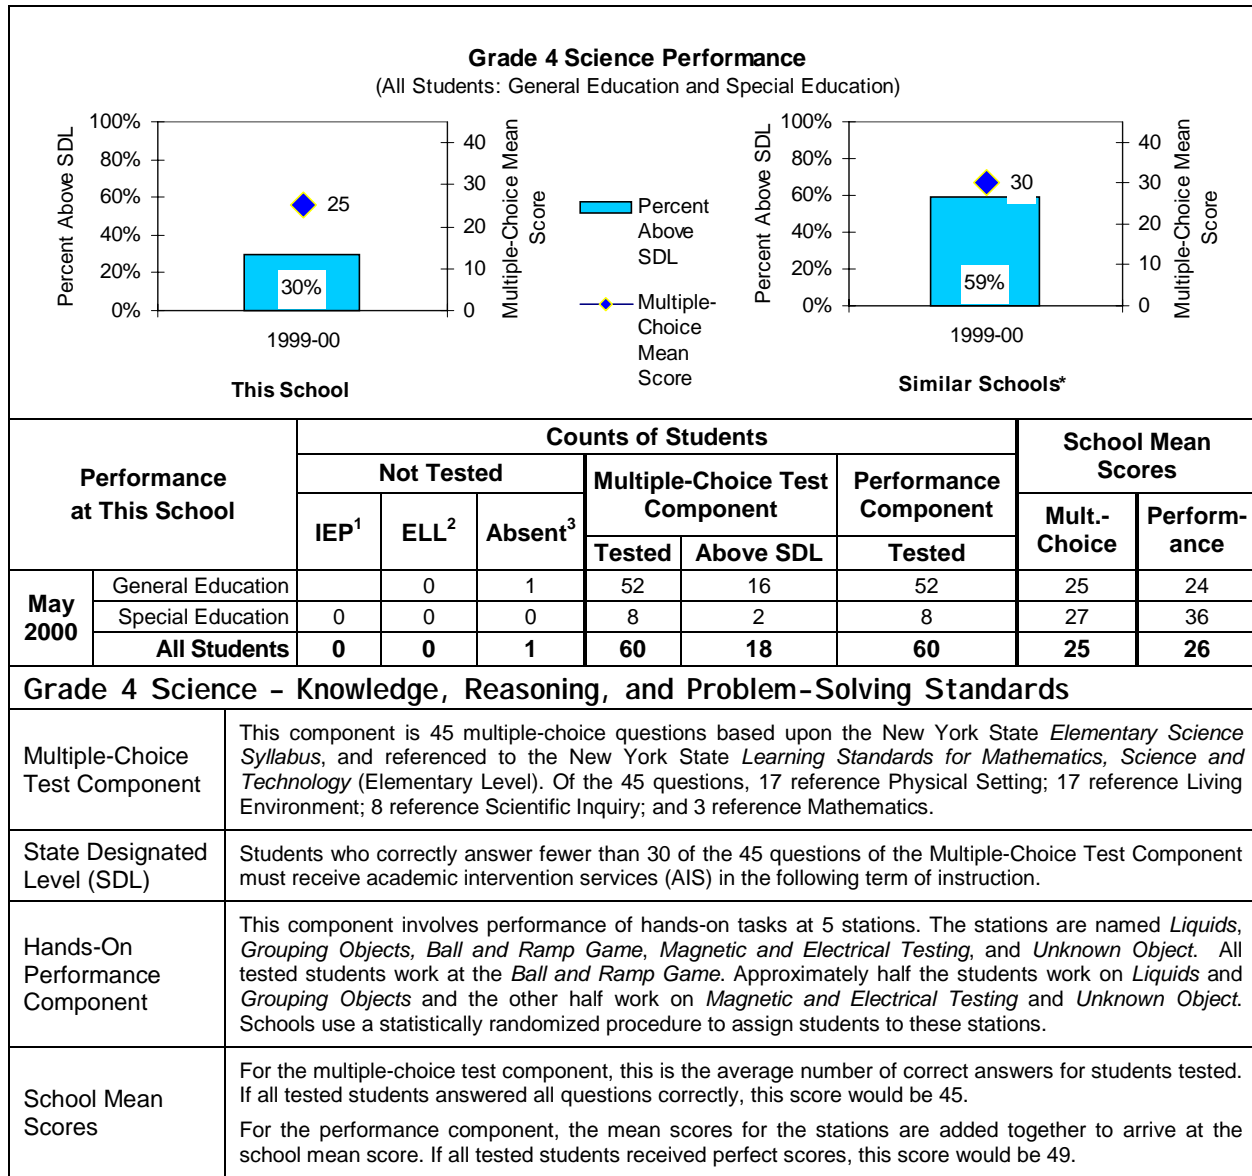 Grade 4 Science Performance
(All Students: General Education and Special Education)
Percent Above SDL
100%
80%
60%
40%
20%
0%
25
30%
1999-00
This School
40
30
20
10
0
Multiple-Choice Mean
Score
Percent
Above
SDL
Multiple-
Choice
Mean
Score
Percent Above SDL
100%
80%
60%
40%
20%
0%
30
59%
1999-00
Similar Schools*
40
30
20
10
0
Multiple-Choice Mean
Score
Performance
at This School
Counts of Students
School Mean
Scores
Not Tested
Multiple-Choice Test
Component
Performance
Component
IEP1 ELL2 Absent3
Mult.-
Choice
Perform-
ance
Tested Above SDL Tested
May
2000
General Education 0 1 52 16 52 25 24
Special Education 0 0 0 8 2 8 27 36
All Students 0 0 1 60 18 60 25 26
Grade 4 Science – Knowledge, Reasoning, and Problem-Solving Standards
Multiple-Choice
Test Component
This component is 45 multiple-choice questions based upon the New York State Elementary Science
Syllabus, and referenced to the New York State Learning Standards for Mathematics, Science and
Technology (Elementary Level). Of the 45 questions, 17 reference Physical Setting; 17 reference Living
Environment; 8 reference Scientific Inquiry; and 3 reference Mathematics.
State Designated
Level (SDL)
Students who correctly answer fewer than 30 of the 45 questions of the Multiple-Choice Test Component
must receive academic intervention services (AIS) in the following term of instruction.
Hands-On
Performance
Component
This component involves performance of hands-on tasks at 5 stations. The stations are named Liquids,
Grouping Objects, Ball and Ramp Game, Magnetic and Electrical Testing, and Unknown Object. All
tested students work at the Ball and Ramp Game. Approximately half the students work on Liquids and
Grouping Objects and the other half work on Magnetic and Electrical Testing and Unknown Object.
Schools use a statistically randomized procedure to assign students to these stations.
School Mean
Scores
For the multiple-choice test component, this is the average number of correct answers for students tested.
If all tested students answered all questions correctly, this score would be 45.
For the performance component, the mean scores for the stations are added together to arrive at the
school mean score. If all tested students received perfect scores, this score would be 49.